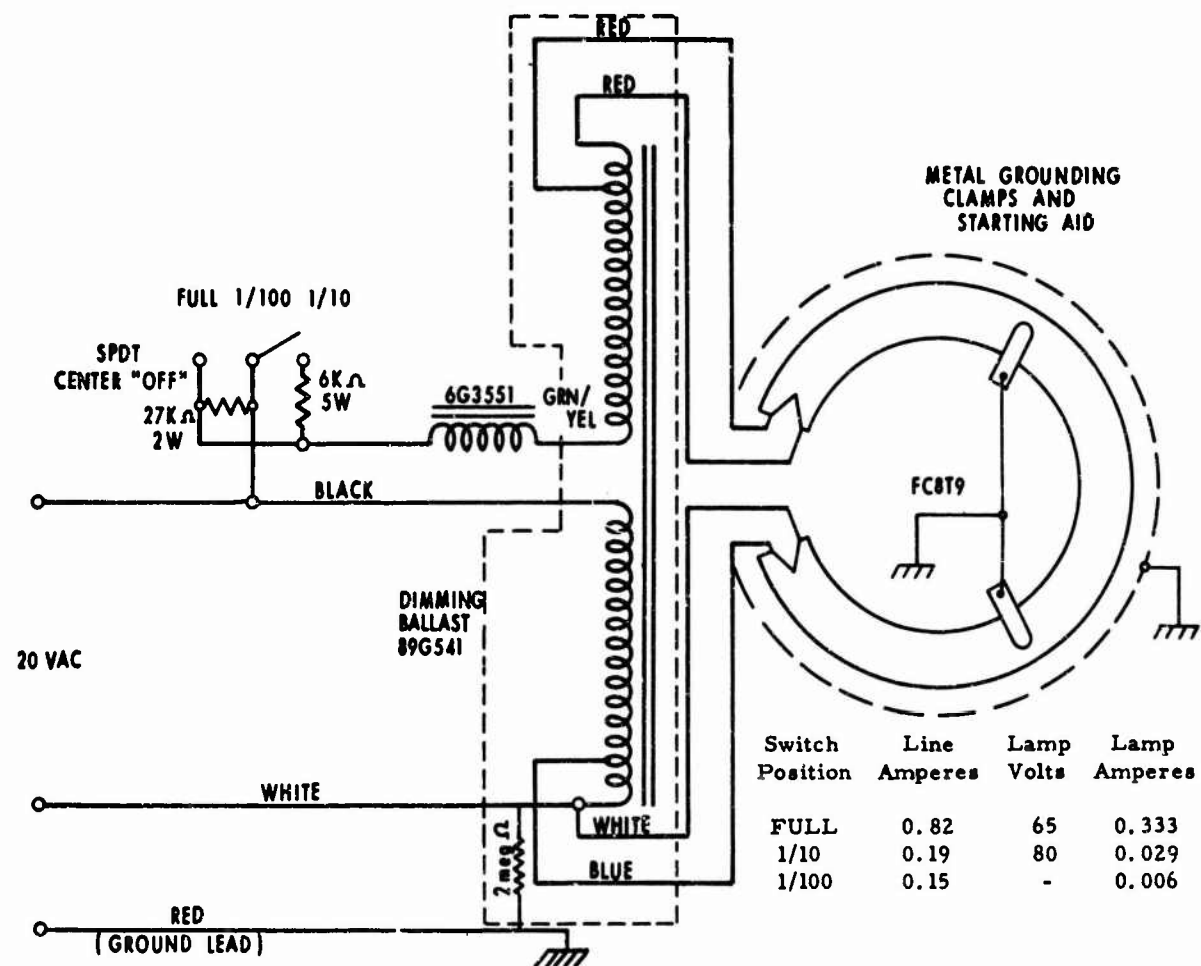 RED
RED
METAL GROUNDING
CLAMPS AND
STARTING AID
FULL 1/100 1/10
SPDT
CENTER "OFF"
27K Ω
2W
6K Ω
5W
6G3551
GRN/
YEL
BLACK
FC8T9
DIMMING
BALLAST
89G541
20 VAC
WHITE
WHITE
2 meg Ω
BLUE
RED
(GROUND LEAD)
Switch Line Lamp Lamp
Position Amperes Volts Amperes
FULL 0.82 65 0.333
1/10 0.19 80 0.029
1/100 0.15 - 0.006